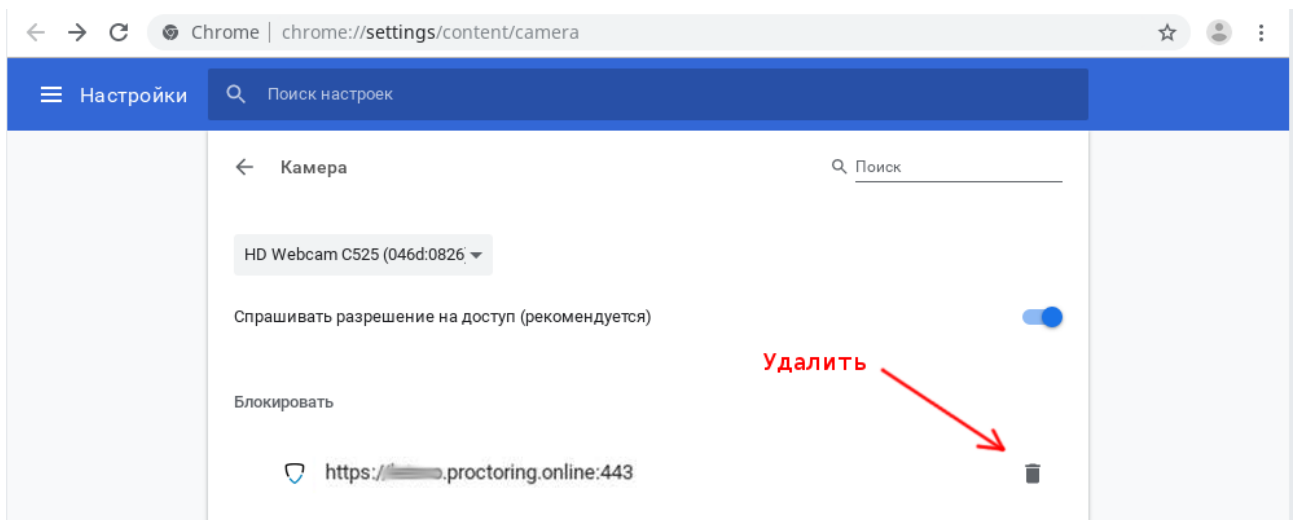 Chrome | chrome://settings/content/camera
Настройки
Поиск настроек
Камера
Поиск
HD Webcam C525 (046d:0826)
Спрашивать разрешение на доступ (рекомендуется)
Удалить
Блокировать
https://.proctoring.online:443